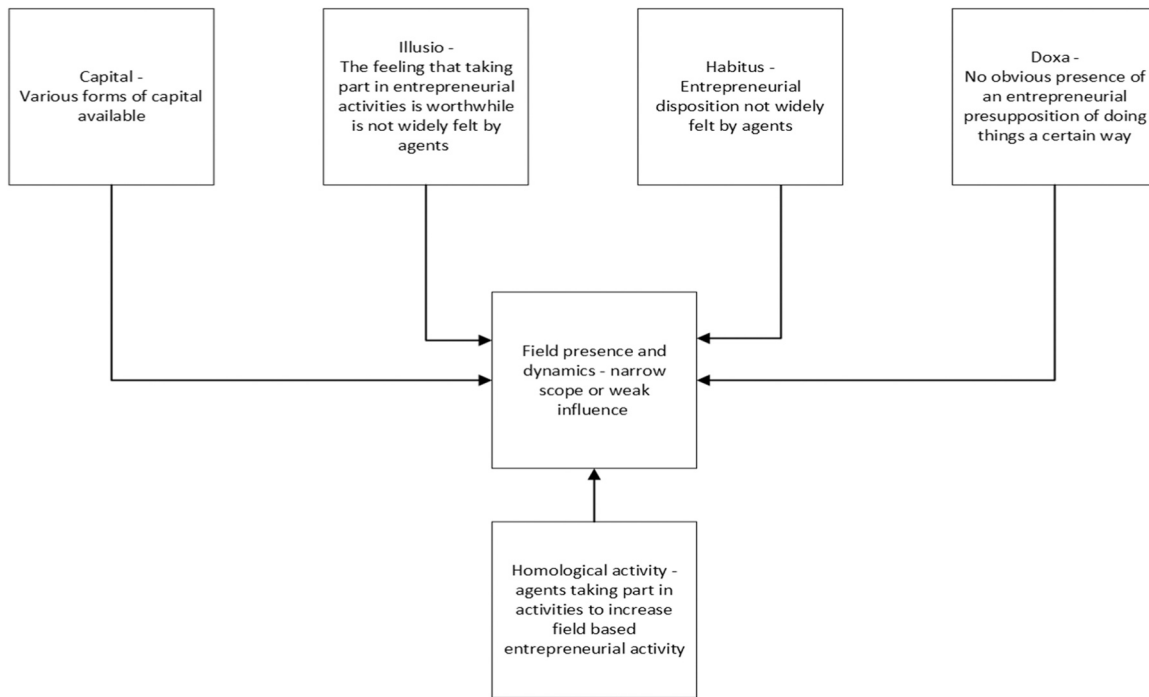 Capital -
Various forms of capital
available
Illusio -
The feeling that taking
part in entrepreneurial
activities is worthwhile
is not widely felt by
agents
Habitus -
Entrepreneurial
disposition not widely
felt by agents
Doxa -
No obvious presence of
an entrepreneurial
presupposition of doing
things a certain way
Field presence and
dynamics - narrow
scope or weak
influence
Homological activity -
agents taking part in
activities to increase
field based
entrepreneurial activity